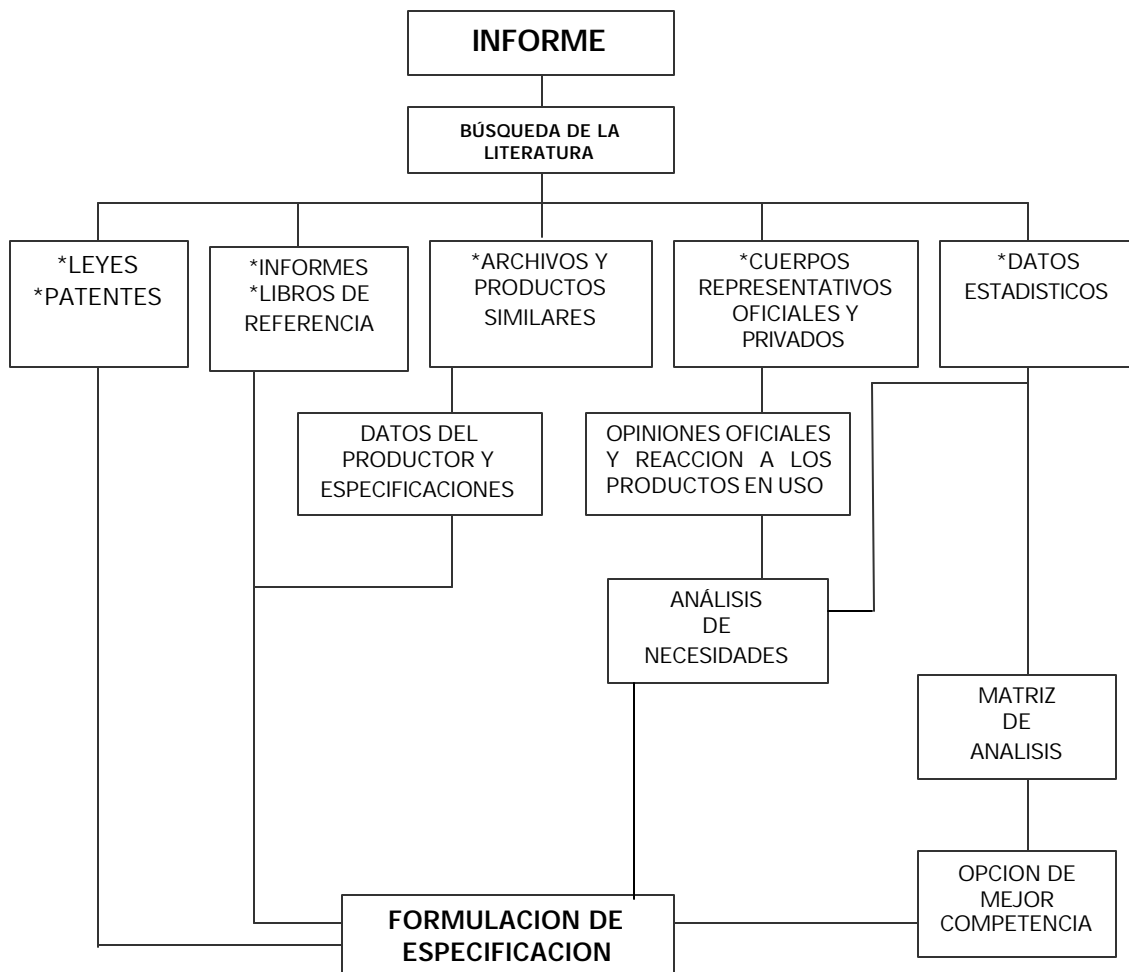 INFORME
BÚSQUEDA DE LA
LITERATURA
*LEYES
*PATENTES
*INFORMES
*LIBROS DE
REFERENCIA
*ARCHIVOS Y
PRODUCTOS
SIMILARES
*CUERPOS
REPRESENTATIVOS
OFICIALES Y
PRIVADOS
*DATOS
ESTADISTICOS
DATOS DEL
PRODUCTOR Y
ESPECIFICACIONES
OPINIONES OFICIALES
Y REACCION A LOS
PRODUCTOS EN USO
ANÁLISIS
DE
NECESIDADES
MATRIZ
DE
ANALISIS
OPCION DE
MEJOR
COMPETENCIA
FORMULACION DE
ESPECIFICACION